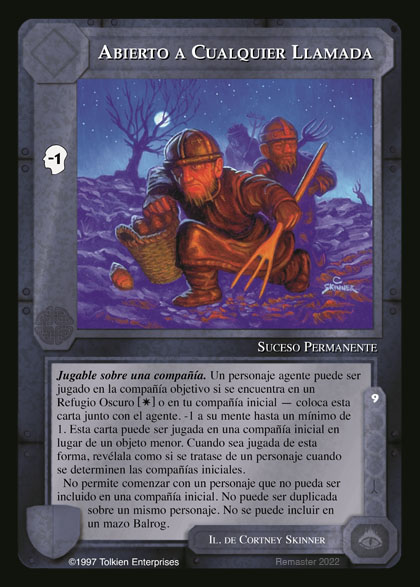 ABIERTO A CUALQUIER LLAMADA
-1
C
SKINNER
SUCESO PERMANENTE
Jugable sobre una compañía. Un personaje agente puede ser
jugado en la compañía objetivo si se encuentra en un
Refugio Oscuro [✷] o en tu compañía inicial — coloca esta
carta junto con el agente. -1 a su mente hasta un mínimo de
1. Esta carta puede ser jugada en una compañía inicial en
lugar de un objeto menor. Cuando sea jugada de esta
forma, revélala como si se tratase de un personaje cuando
se determinen las compañías iniciales.
No permite comenzar con un personaje que no pueda ser
incluido en una compañía inicial. No puede ser duplicada
sobre un mismo personaje. No se puede incluir en
un mazo Balrog.
9
IL. DE CORTNEY SKINNER
©1997 Tolkien Enterprises
Remaster 2022